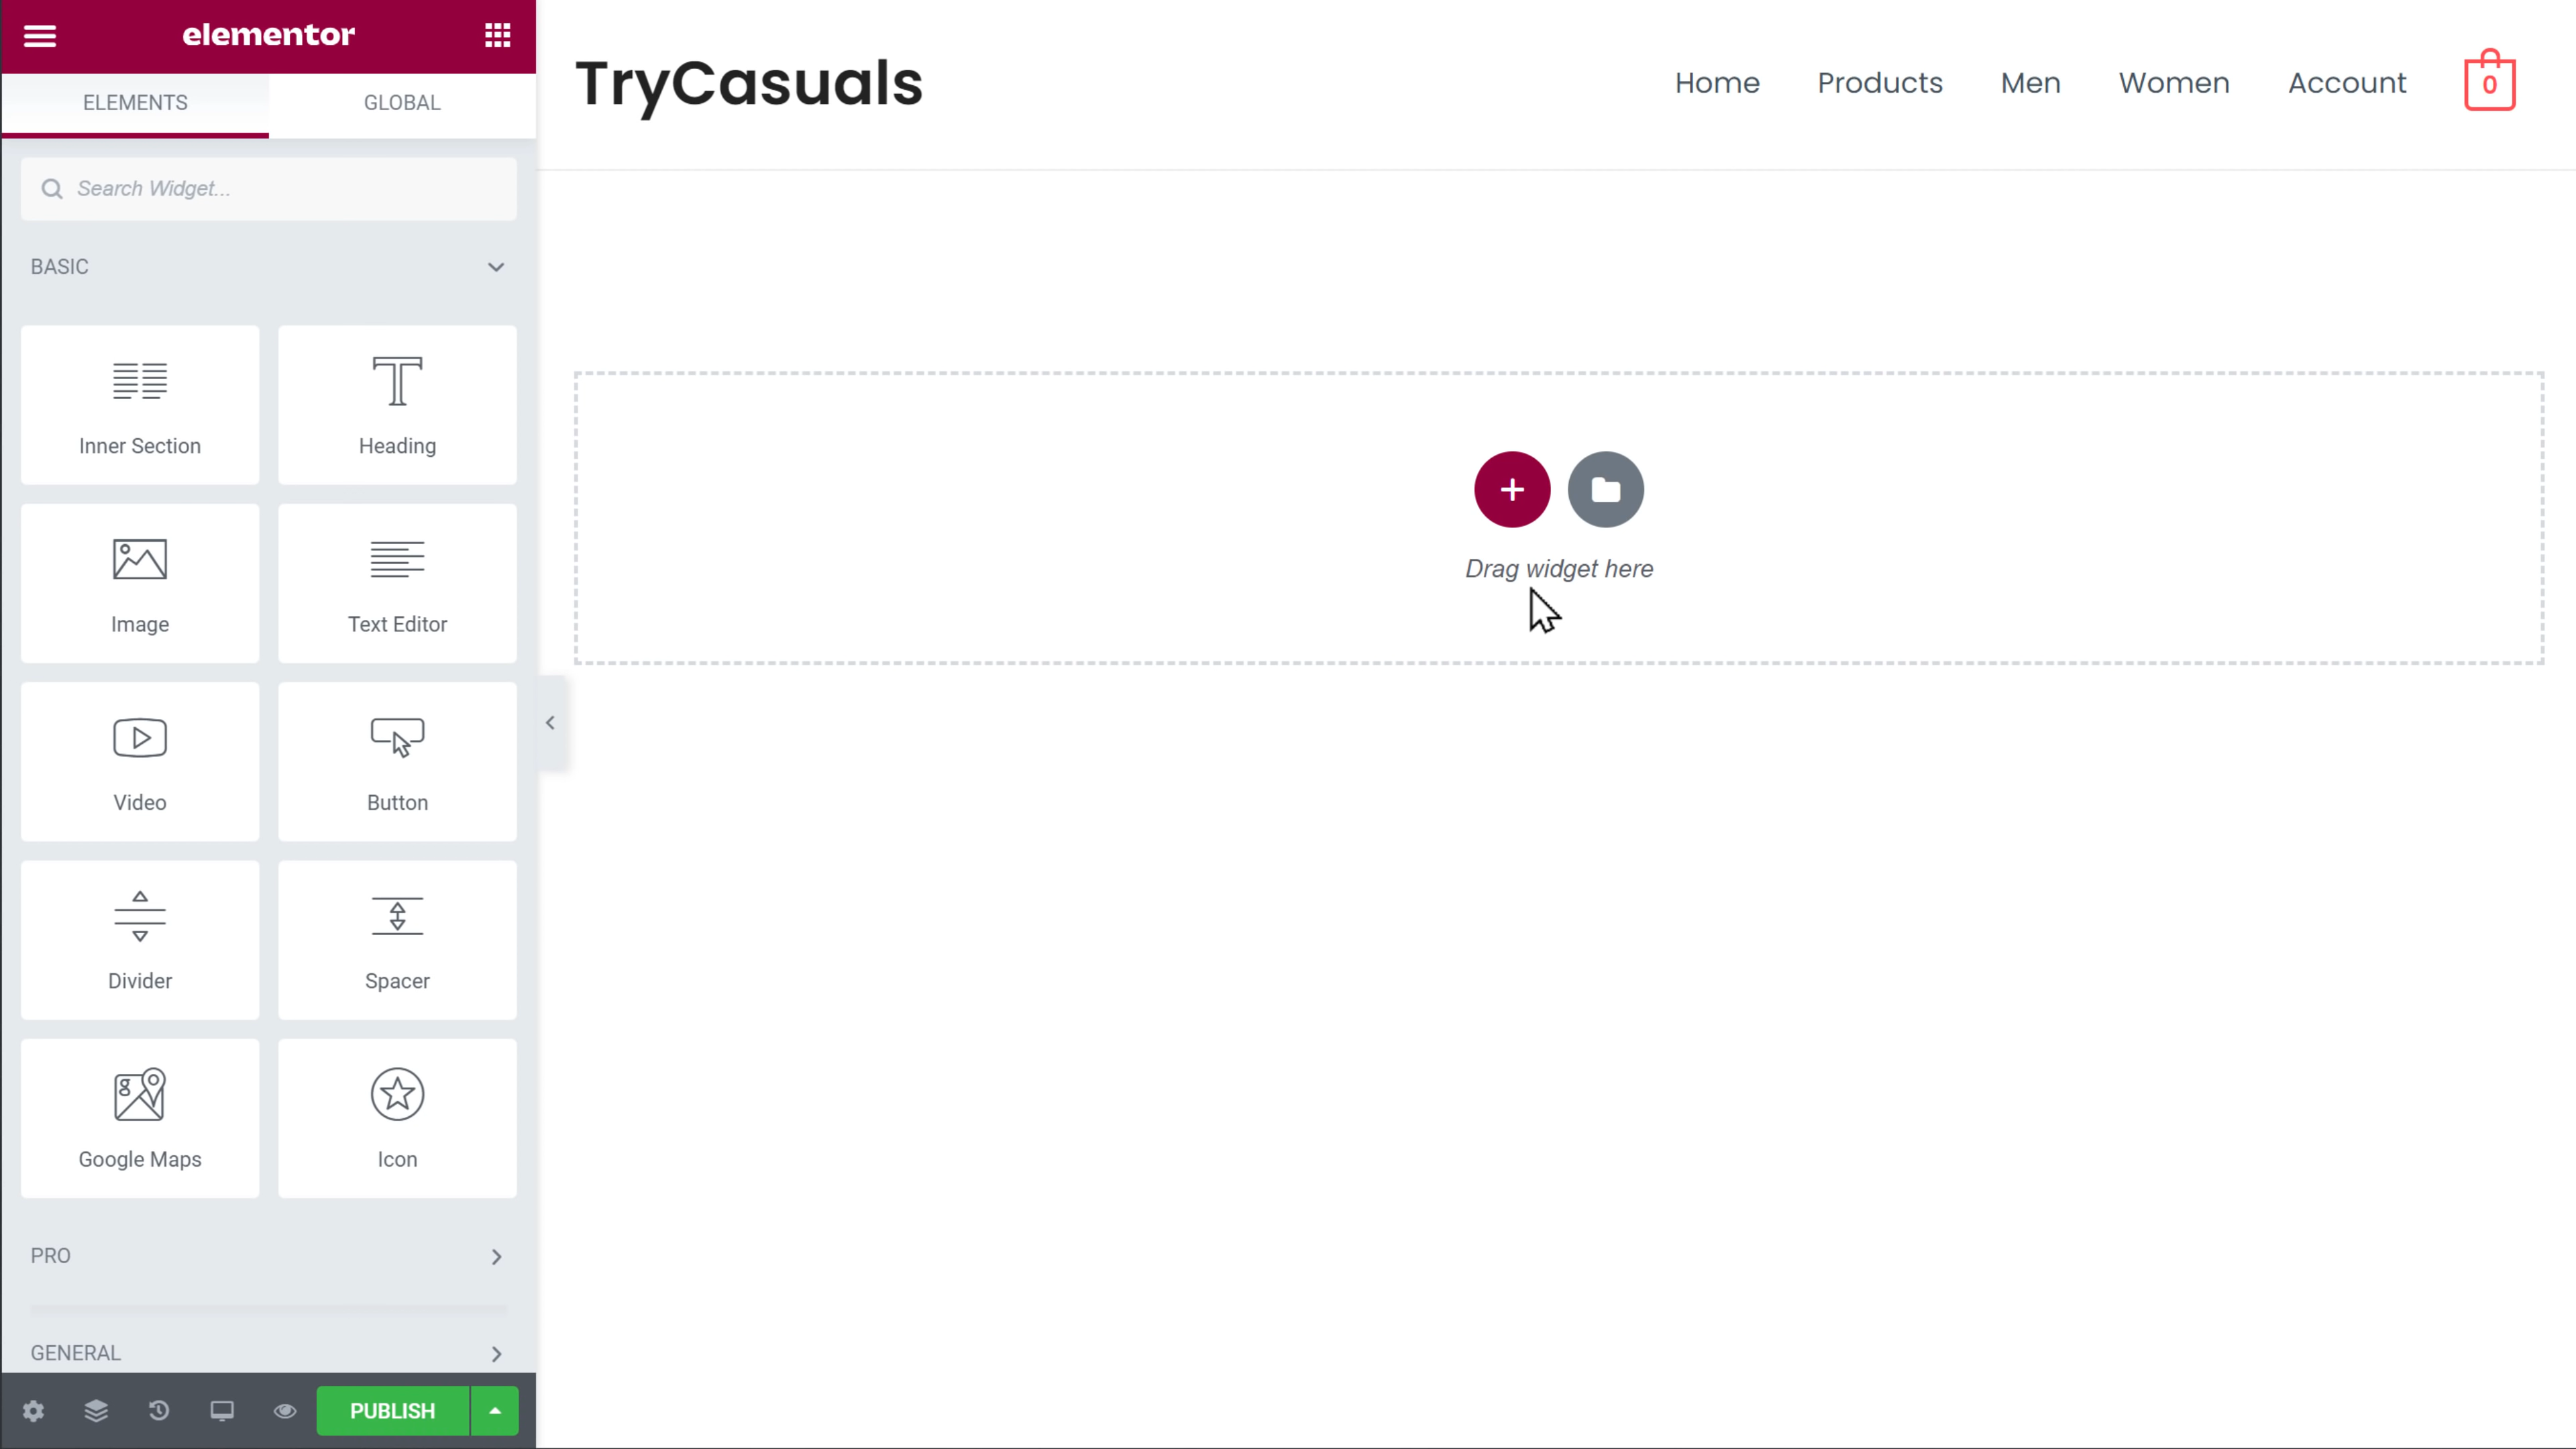 elementor
ELEMENTS
GLOBAL
Search Widget...
BASIC
Inner Section
Heading
Image
Text Editor
Video
Button
Divider
Spacer
Google Maps
Icon
PRO
GENERAL
PUBLISH
TryCasuals
Home
Products
Men
Women
Account
0
Drag widget here